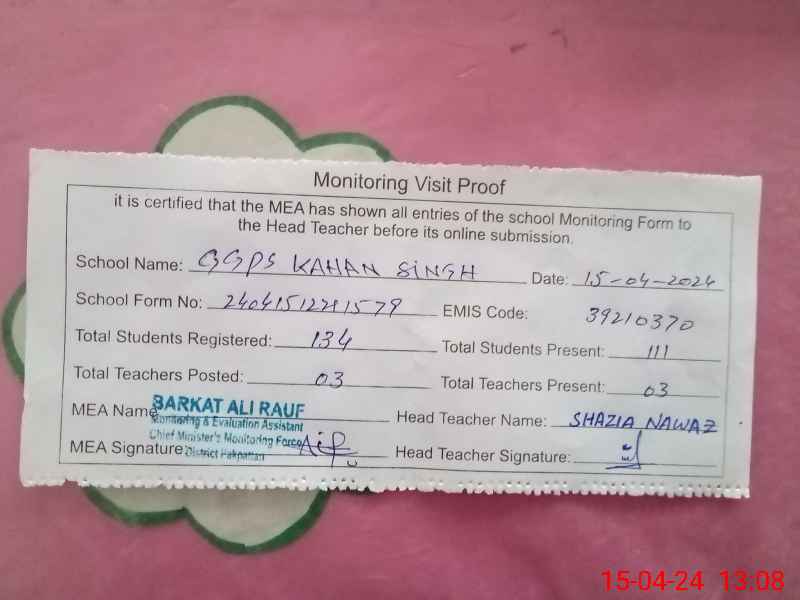 Monitoring Visit Proof
it is certified that the MEA has shown all entries of the school Monitoring Form to
the Head Teacher before its online submission.
School Name: GGPS KAHAN SINGH Date: 15-04-2024
School Form No: EMIS Code: 39210370
Total Students Registered: 134 Total Students Present: 111
Total Teachers Posted: 03 Total Teachers Present: 03
MEA Name BARKAT ALI RAUF Head Teacher Name: SHAZIA NAWAZ
Monitoring & Evaluation Assistant
Chief Minister's Monitoring Force
MEA Signature District Pakpattan Head Teacher Signature:
15-04-24 13:08